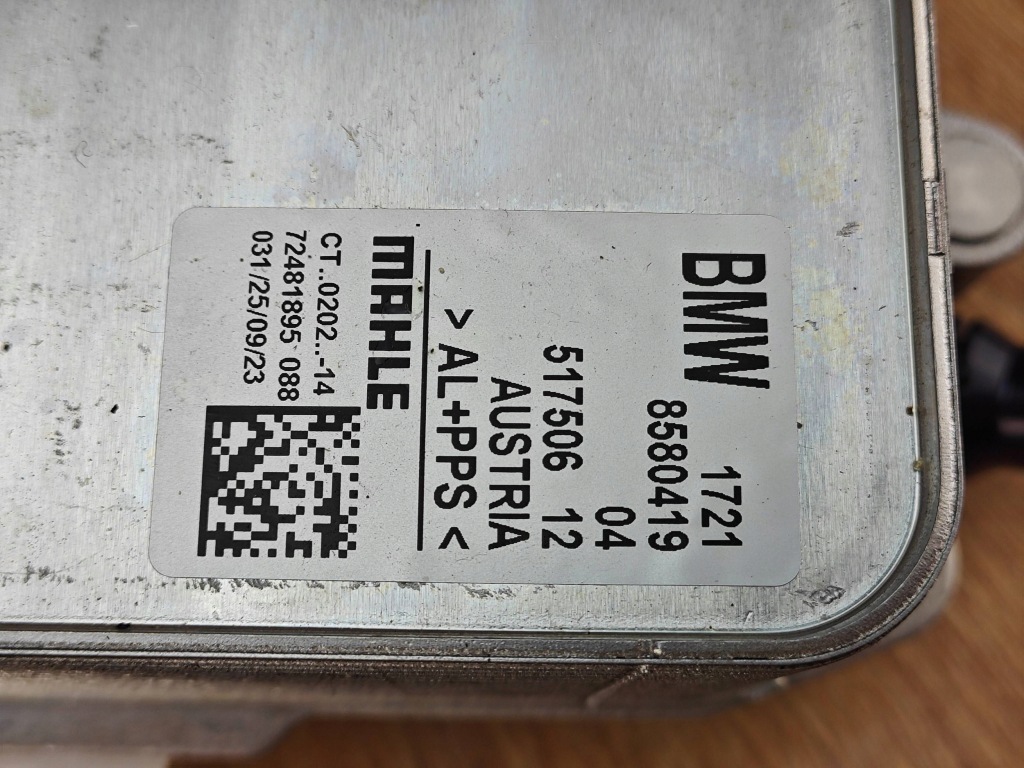 BMW
1721
8580419
04
517506 12
AUSTRIA
>AL+PPS<
MAHLE
CT..0202..-14
72481895 088
031/25/09/23